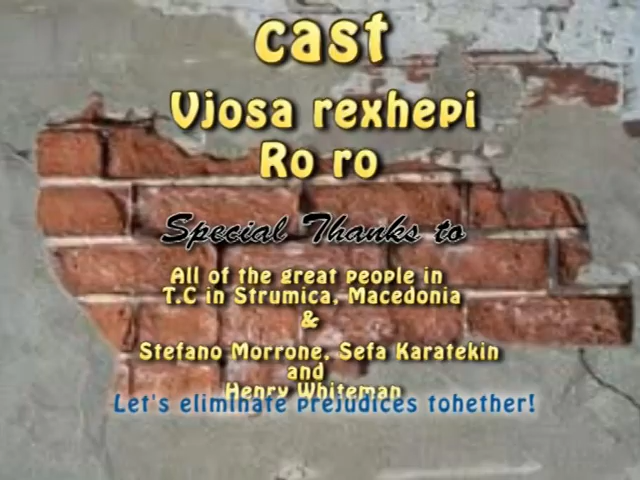 cast
Vjosa rexhepi
Ro ro
Special Thanks to
All of the great people in
T.C in Strumica, Macedonia
&
Stefano Morrone, Sefa Karatekin
and
Henry Whiteman
Let's eliminate prejudices tohether!